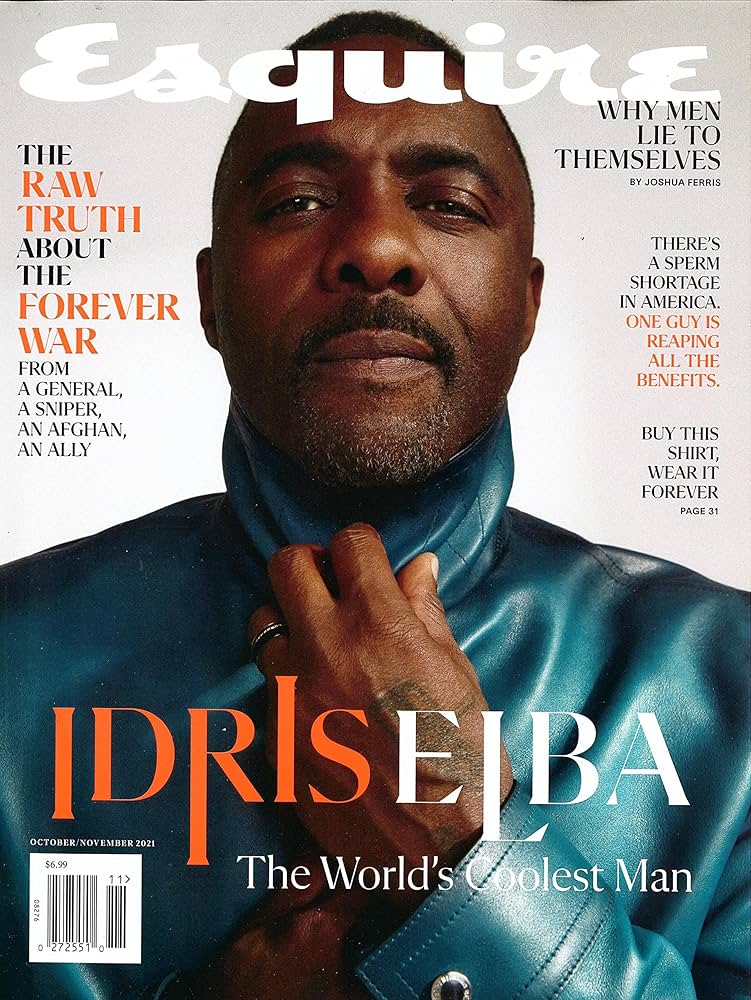 Esquire
THE
RAW
TRUTH
ABOUT
THE
FOREVER
WAR
FROM
A GENERAL,
A SNIPER,
AN AFGHAN,
AN ALLY
WHY MEN
LIE TO
THEMSELVES
BY JOSHUA FERRIS
THERE'S
A SPERM
SHORTAGE
IN AMERICA.
ONE GUY IS
REAPING
ALL THE
BENEFITS.
BUY THIS
SHIRT,
WEAR IT
FOREVER
PAGE 31
IDRIS ELBA
The World's Coolest Man
OCTOBER/NOVEMBER 2021
$6.99
11>
08276
0 272551 0